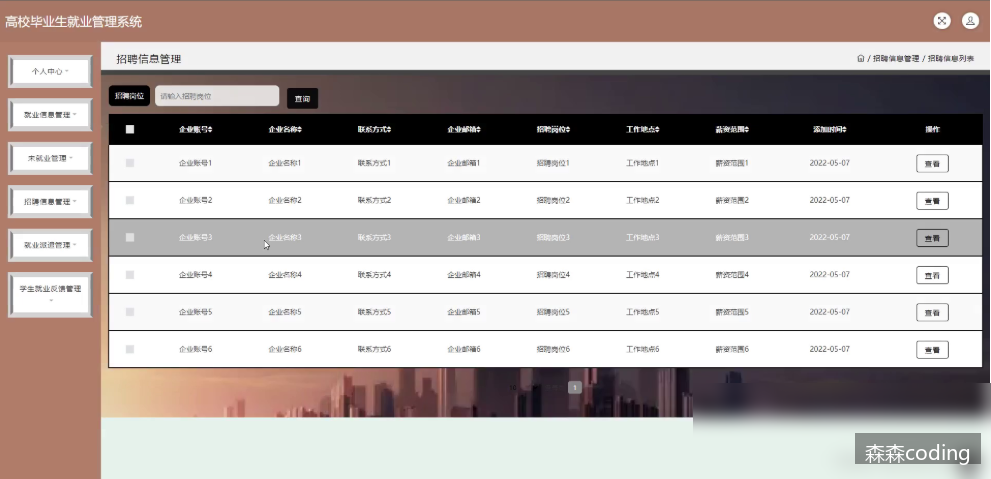 高校毕业生就业管理系统
个人中心
就业信息管理
未就业管理
招聘信息管理
就业派遣管理
学生就业反馈管理
招聘信息管理
/ 招聘信息管理 / 招聘信息列表
招聘岗位 请输入招聘岗位 查询
企业账号 企业名称 联系方式 企业邮箱 招聘岗位 工作地点 薪资范围 添加时间 操作
企业账号1 企业名称1 联系方式1 企业邮箱1 招聘岗位1 工作地点1 薪资范围1 2022-05-07 查看
企业账号2 企业名称2 联系方式2 企业邮箱2 招聘岗位2 工作地点2 薪资范围2 2022-05-07 查看
企业账号3 企业名称3 联系方式3 企业邮箱3 招聘岗位3 工作地点3 薪资范围3 2022-05-07 查看
企业账号4 企业名称4 联系方式4 企业邮箱4 招聘岗位4 工作地点4 薪资范围4 2022-05-07 查看
企业账号5 企业名称5 联系方式5 企业邮箱5 招聘岗位5 工作地点5 薪资范围5 2022-05-07 查看
企业账号6 企业名称6 联系方式6 企业邮箱6 招聘岗位6 工作地点6 薪资范围6 2022-05-07 查看
1
森森coding